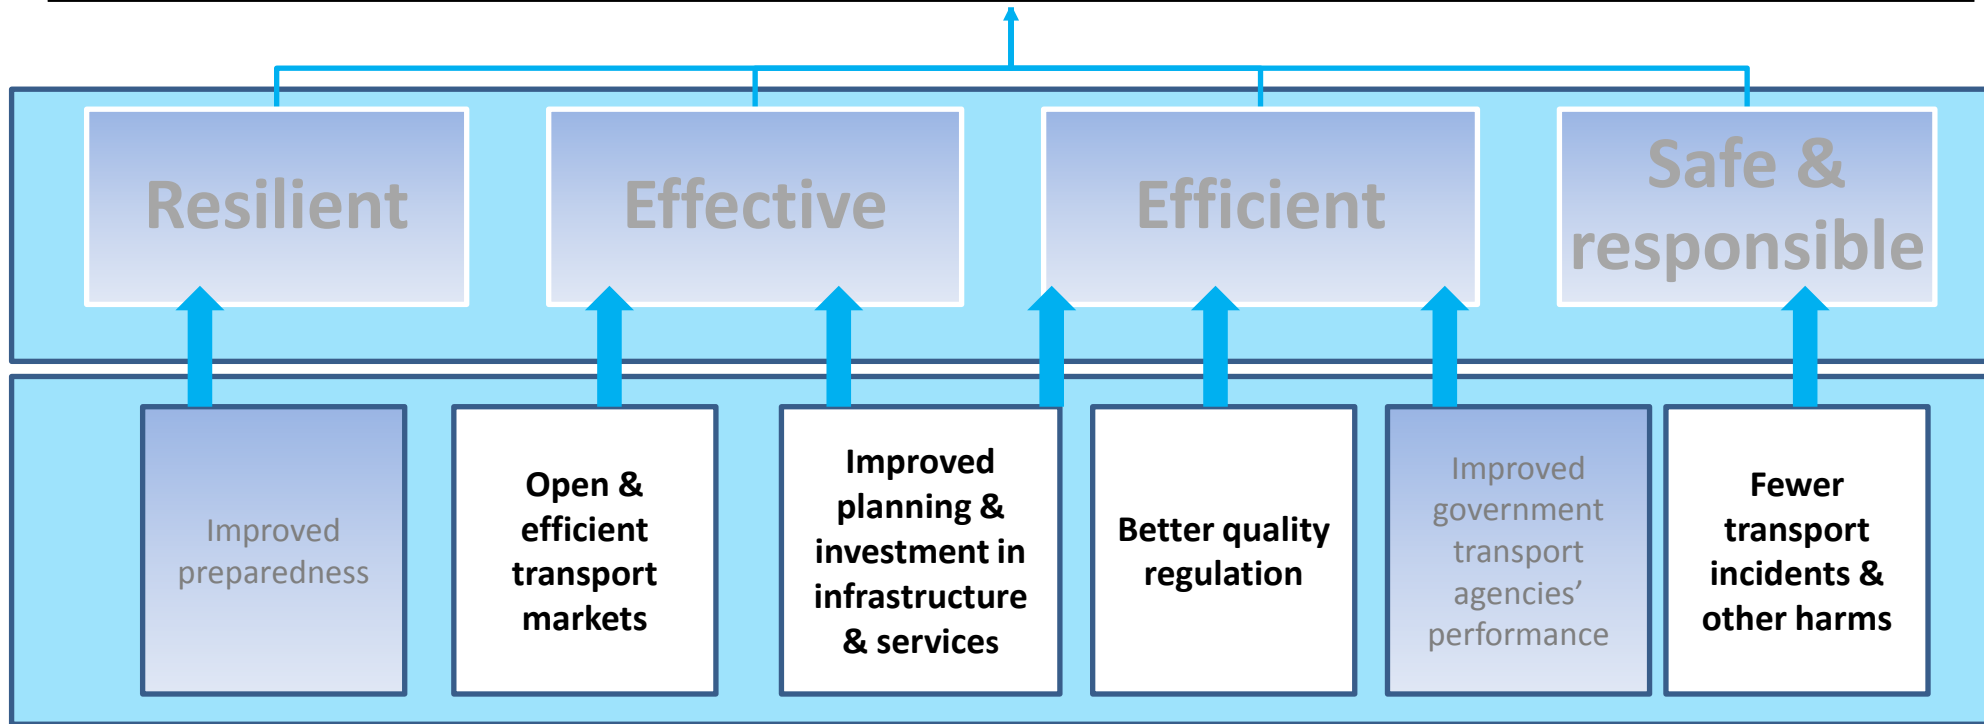 Resilient
Effective
Efficient
Safe &
responsible
Improved
preparedness
Open &
efficient
transport
markets
Improved
planning &
investment in
infrastructure
& services
Better quality
regulation
Improved
government
transport
agencies’
performance
Fewer
transport
incidents &
other harms